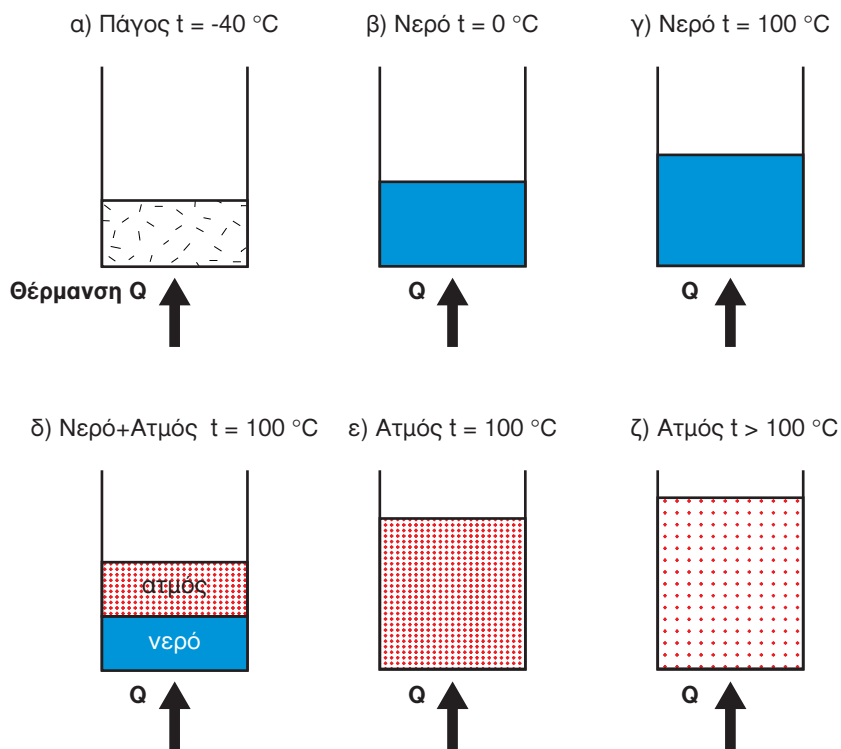 α) Πάγος t = -40 °C
β) Νερό t = 0 °C
γ) Νερό t = 100 °C
Θέρμανση Q
Q
Q
δ) Νερό+Ατμός t = 100 °C
ε) Ατμός t = 100 °C
ζ) Ατμός t > 100 °C
ατμός
νερό
Q
Q
Q